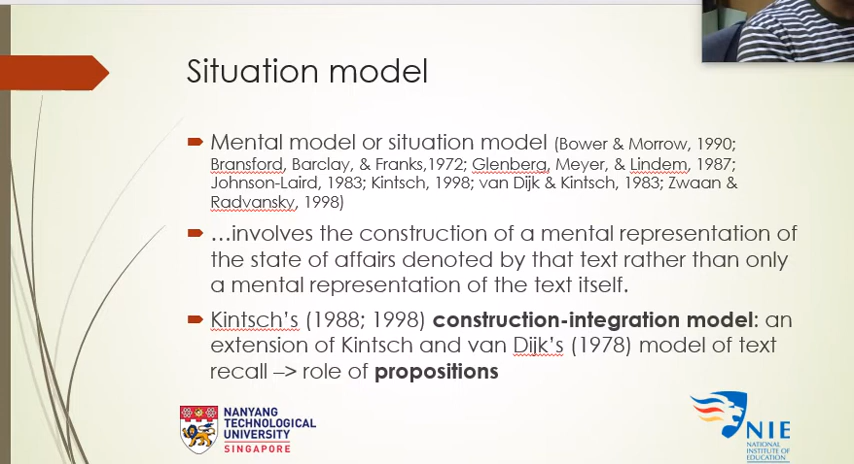 Situation model
Mental model or situation model (Bower & Morrow, 1990;
Bransford, Barclay, & Franks,1972; Glenberg, Meyer, & Lindem, 1987;
Johnson-Laird, 1983; Kintsch, 1998; van Dijk & Kintsch, 1983; Zwaan &
Radvansky, 1998)
…involves the construction of a mental representation of
the state of affairs denoted by that text rather than only
a mental representation of the text itself.
Kintsch's (1988; 1998) construction-integration model: an
extension of Kintsch and van Dijk's (1978) model of text
recall –> role of propositions
NANYANG
TECHNOLOGICAL
UNIVERSITY
SINGAPORE
NIE
NATIONAL
INSTITUTE OF
EDUCATION